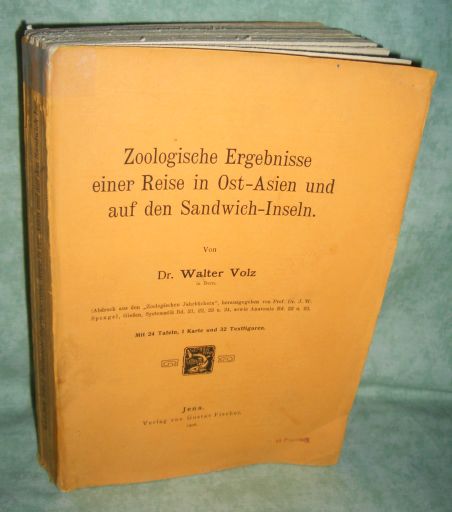 Zoologische Ergebnisse
einer Reise in Ost-Asien und
auf den Sandwich-Inseln.
Von
Dr. Walter Volz
in Bern.
(Abdruck aus den „Zoologischen Jahrbüchern", herausgegeben von Prof. Dr. J. W.
Spengel, Gießen, Systematik Bd. 21, 22, 23 u. 24, sowie Anatomie Bd. 22 u. 23.
Mit 24 Tafeln, 1 Karte und 32 Textfiguren.
Jena.
Verlag von Gustav Fischer.